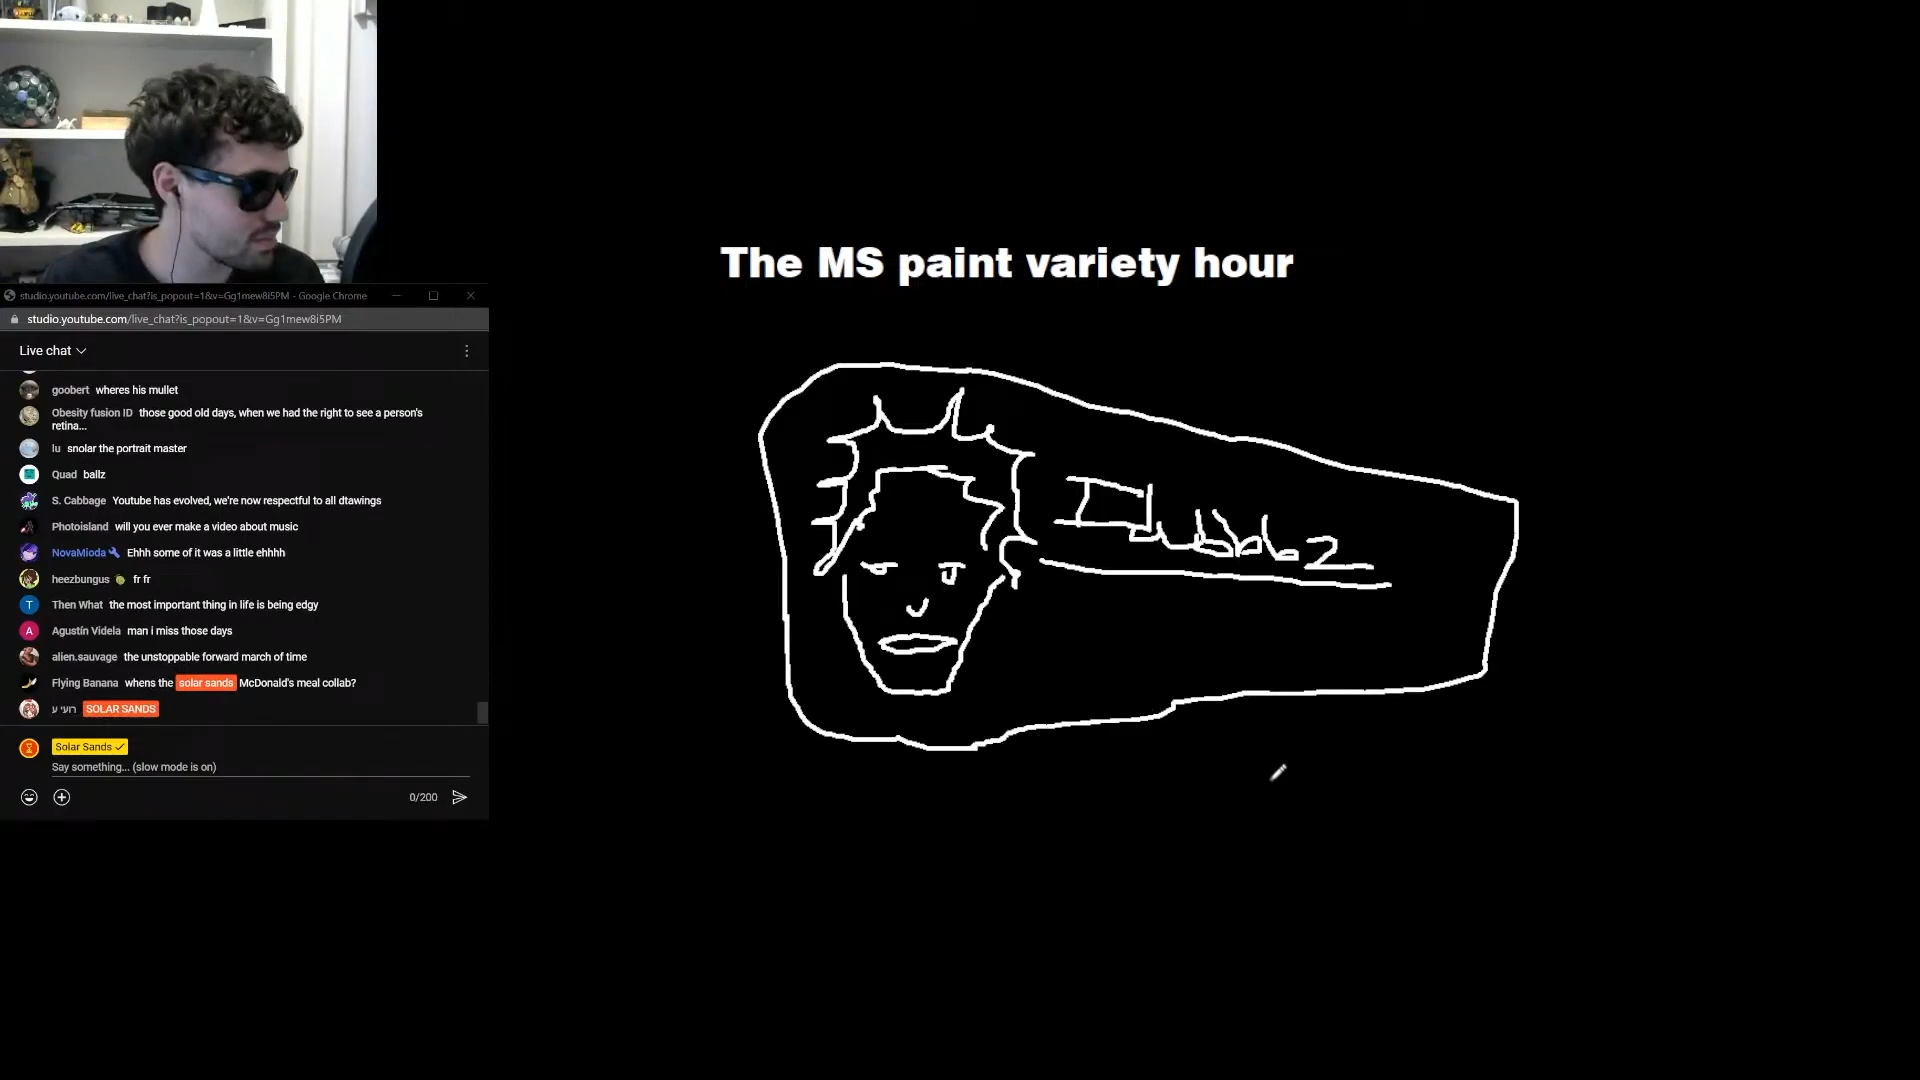 studio.youtube.com/live_chat?is_popout=1&v=Gg1mew8i5PM - Google Chrome
studio.youtube.com/live_chat?is_popout=1&v=Gg1mew8i5PM
Live chat
goobert wheres his mullet
Obesity fusion ID those good old days, when we had the right to see a person's
retina...
lu snolar the portrait master
Quad ballz
S. Cabbage Youtube has evolved, we're now respectful to all dtawings
Photoisland will you ever make a video about music
NovaMioda Ehhh some of it was a little ehhhh
heezbungus fr fr
T Then What the most important thing in life is being edgy
A Agustín Videla man i miss those days
alien.sauvage the unstoppable forward march of time
Flying Banana whens the solar sands McDonald's meal collab?
רועי ע SOLAR SANDS
Solar Sands
Say something... (slow mode is on)
0/200
The MS paint variety hour